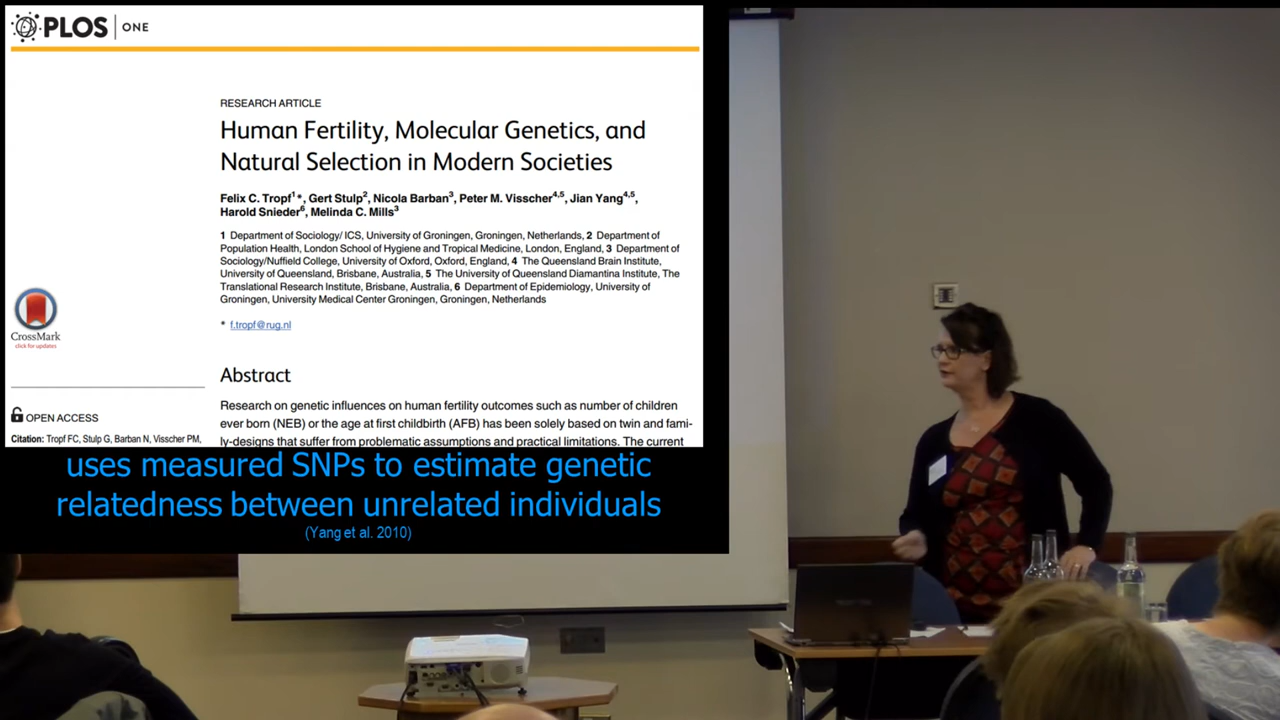 PLOS ONE
RESEARCH ARTICLE
Human Fertility, Molecular Genetics, and
Natural Selection in Modern Societies
Felix C. Tropf1*, Gert Stulp2, Nicola Barban3, Peter M. Visscher4,5, Jian Yang4,5,
Harold Snieder6, Melinda C. Mills3
1 Department of Sociology/ ICS, University of Groningen, Groningen, Netherlands, 2 Department of
Population Health, London School of Hygiene and Tropical Medicine, London, England, 3 Department of
Sociology/Nuffield College, University of Oxford, Oxford, England, 4 The Queensland Brain Institute,
University of Queensland, Brisbane, Australia, 5 The University of Queensland Diamantina Institute, The
Translational Research Institute, Brisbane, Australia, 6 Department of Epidemiology, University of
Groningen, University Medical Center Groningen, Groningen, Netherlands
* f.tropf@rug.nl
CrossMark
click for updates
Abstract
Research on genetic influences on human fertility outcomes such as number of children
ever born (NEB) or the age at first childbirth (AFB) has been solely based on twin and fami-
ly-designs that suffer from problematic assumptions and practical limitations. The current
OPEN ACCESS
Citation: Tropf FC, Stulp G, Barban N, Visscher PM,
uses measured SNPs to estimate genetic
relatedness between unrelated individuals
(Yang et al. 2010)